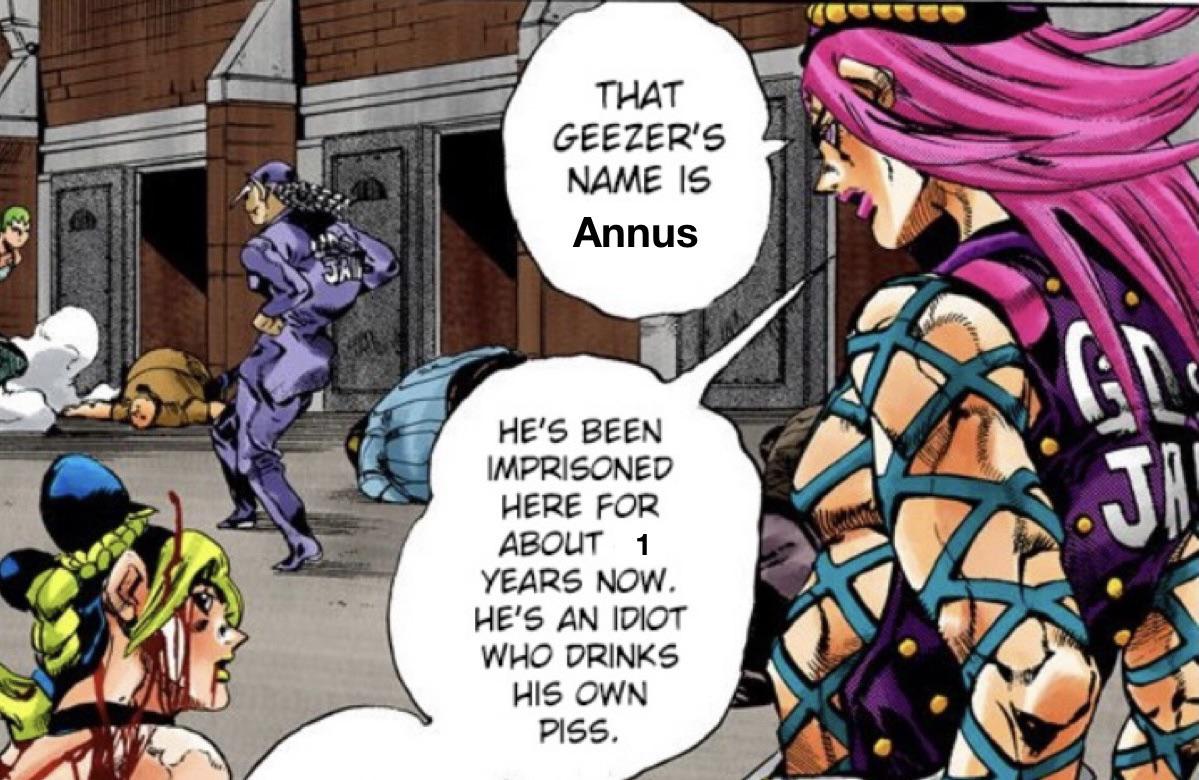 THAT
GEEZER'S
NAME IS
Annus
HE'S BEEN
IMPRISONED
HERE FOR
ABOUT 1
YEARS NOW.
HE'S AN IDIOT
WHO DRINKS
HIS OWN
PISS.
JAIL